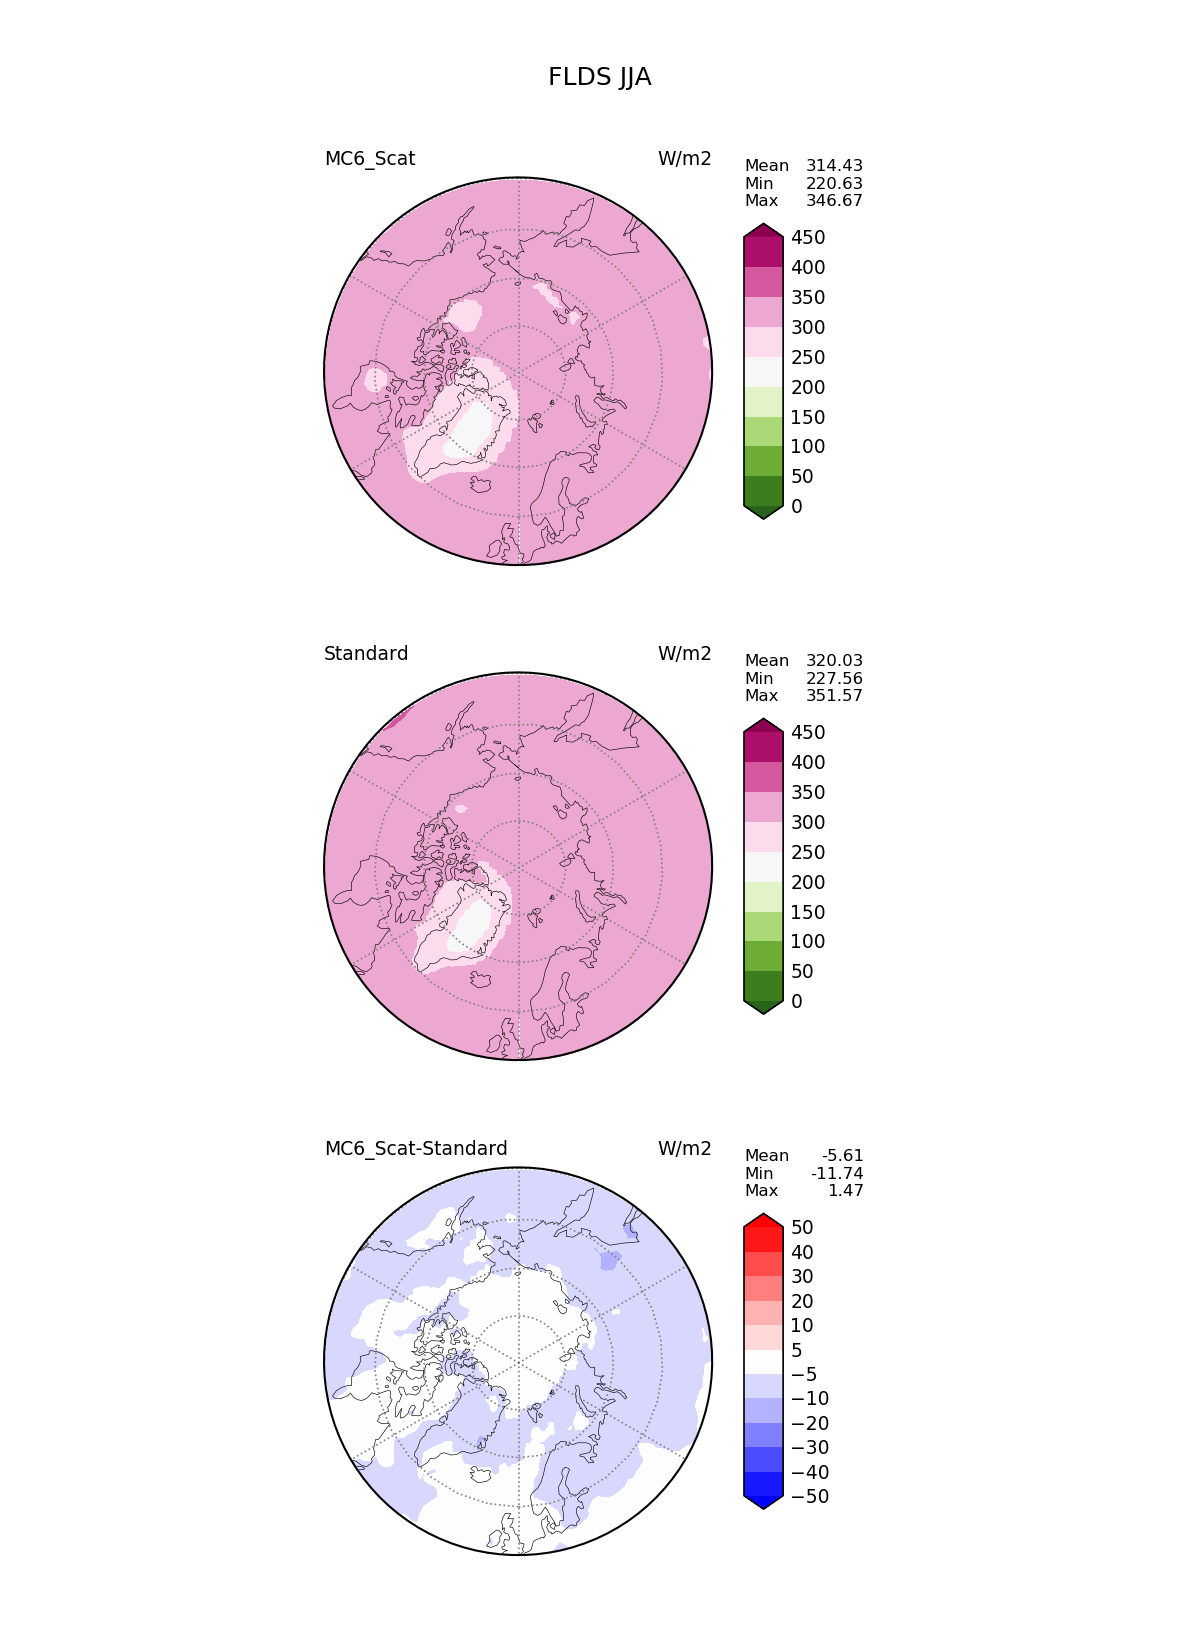 FLDS JJA
MC6_Scat
W/m2
Mean 314.43
Min 220.63
Max 346.67
450
400
350
300
250
200
150
100
50
0
Standard
W/m2
Mean 320.03
Min 227.56
Max 351.57
450
400
350
300
250
200
150
100
50
0
MC6_Scat-Standard
W/m2
Mean -5.61
Min -11.74
Max 1.47
50
40
30
20
10
5
−5
−10
−20
−30
−40
−50